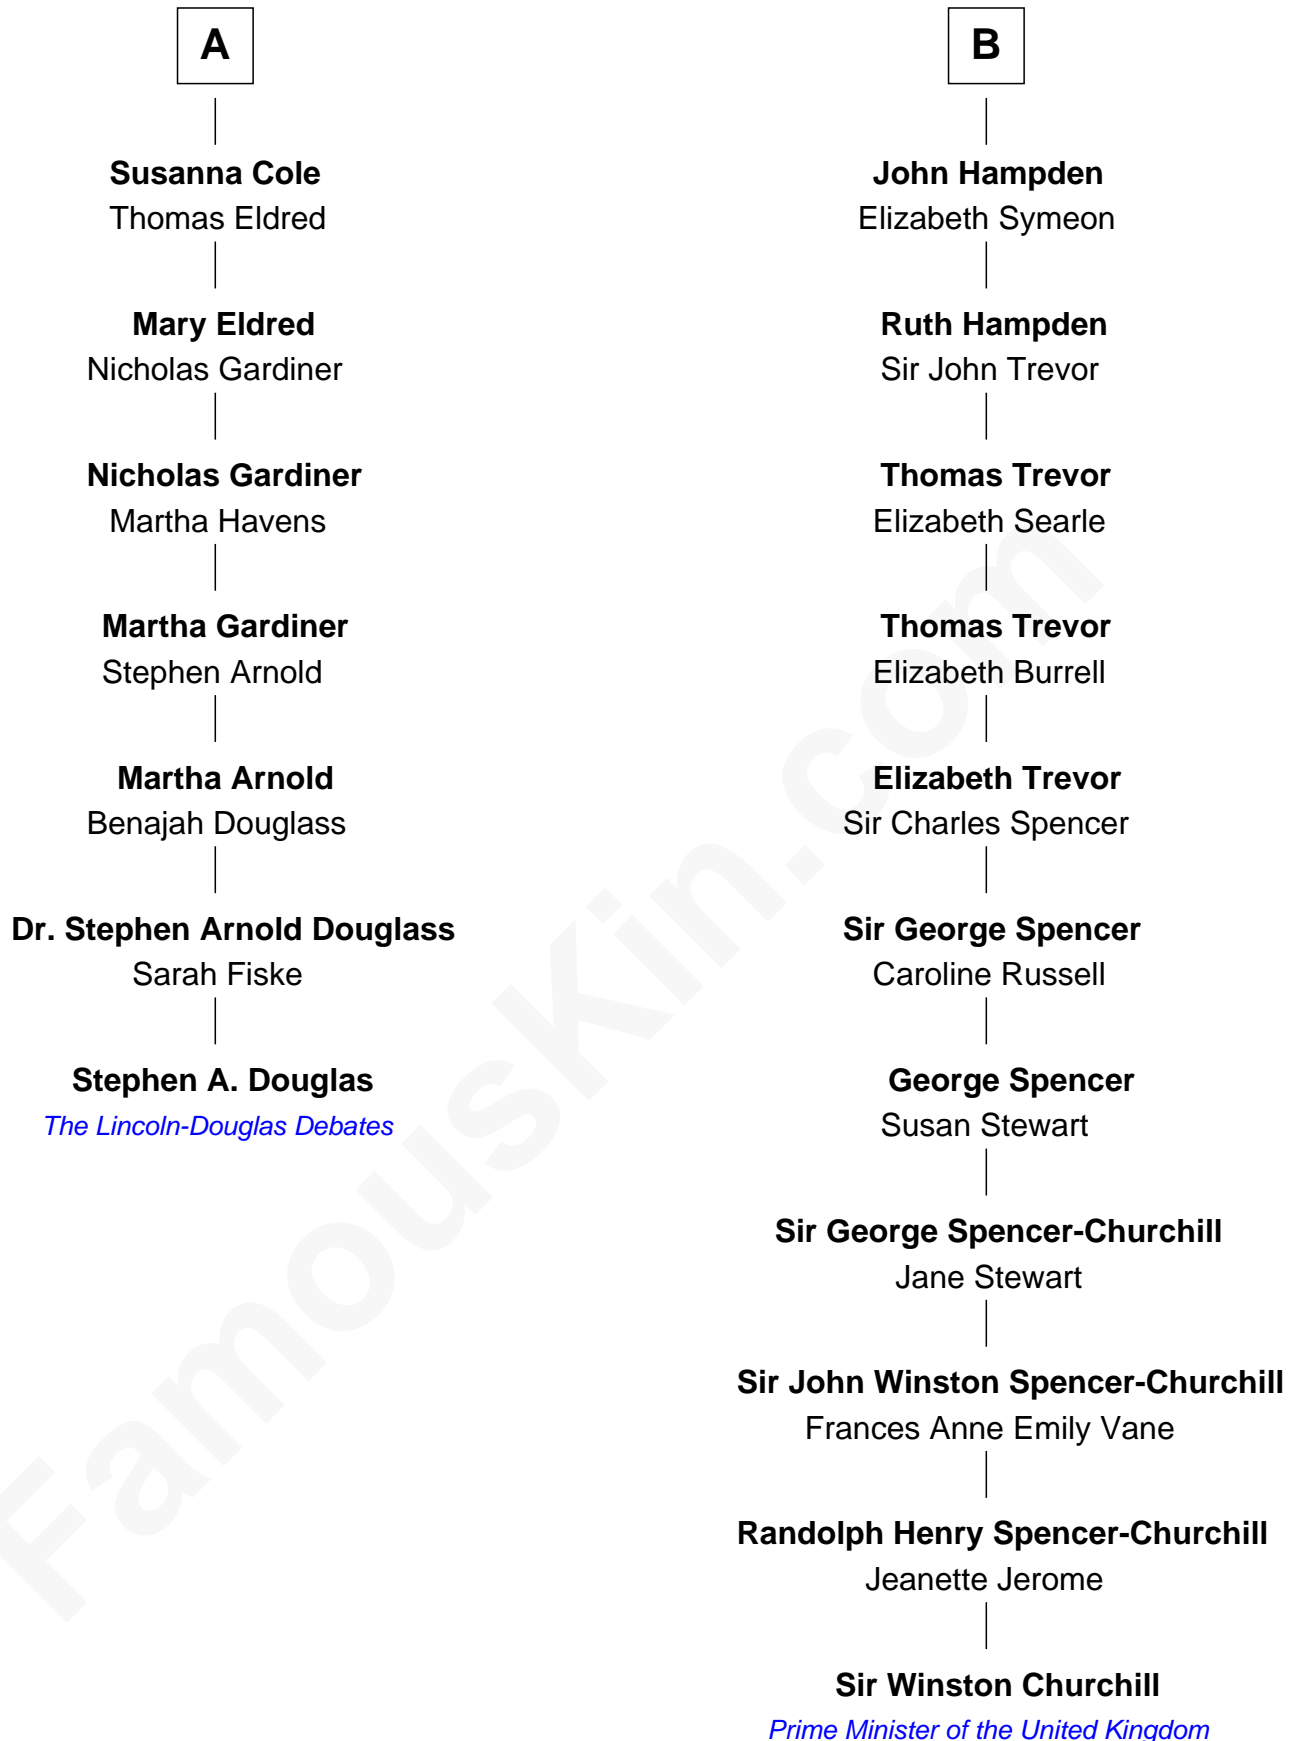 A
Susanna Cole
Thomas Eldred
Mary Eldred
Nicholas Gardiner
Nicholas Gardiner
Martha Havens
Martha Gardiner
Stephen Arnold
Martha Arnold
Benajah Douglass
Dr. Stephen Arnold Douglass
Sarah Fiske
Stephen A. Douglas
The Lincoln-Douglas Debates
B
John Hampden
Elizabeth Symeon
Ruth Hampden
Sir John Trevor
Thomas Trevor
Elizabeth Searle
Thomas Trevor
Elizabeth Burrell
Elizabeth Trevor
Sir Charles Spencer
Sir George Spencer
Caroline Russell
George Spencer
Susan Stewart
Sir George Spencer-Churchill
Jane Stewart
Sir John Winston Spencer-Churchill
Frances Anne Emily Vane
Randolph Henry Spencer-Churchill
Jeanette Jerome
Sir Winston Churchill
Prime Minister of the United Kingdom
FamousKin.com